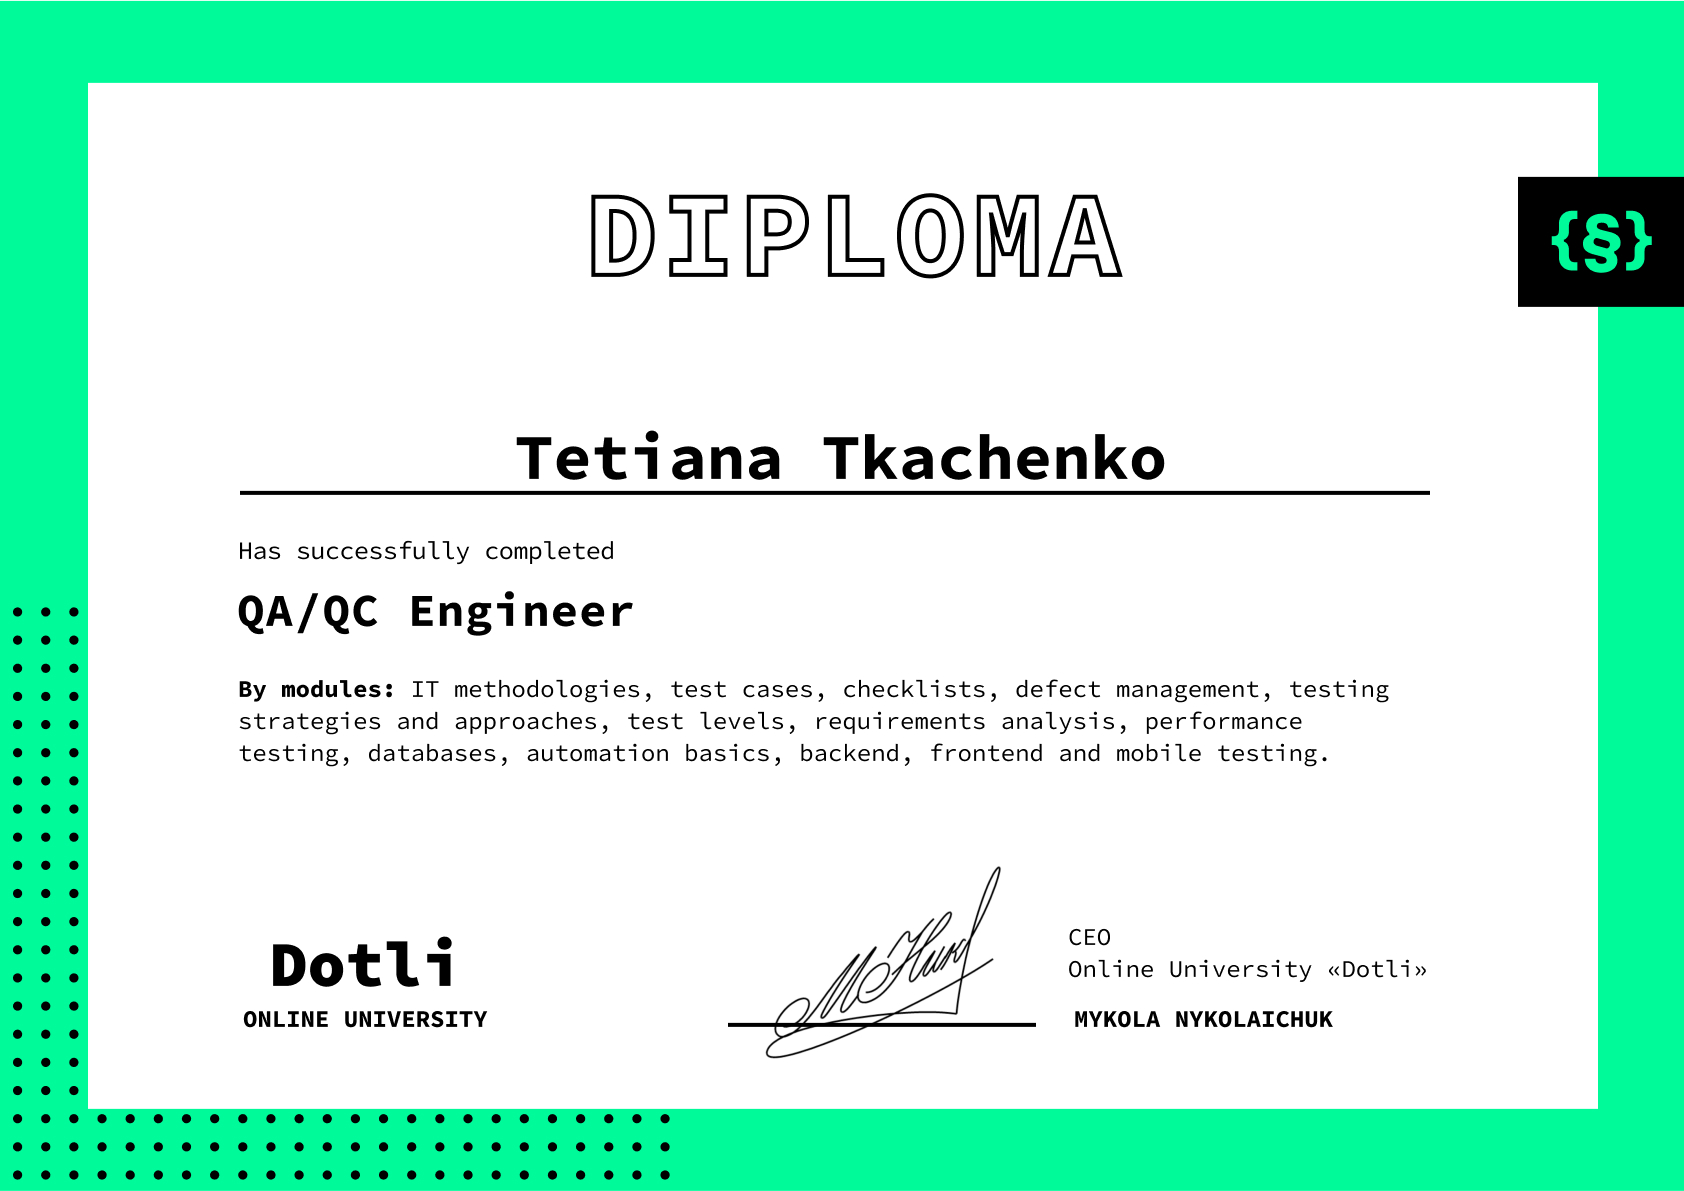 DIPLOMA
{§}
Tetiana Tkachenko
Has successfully completed
QA/QC Engineer
By modules: IT methodologies, test cases, checklists, defect management, testing
strategies and approaches, test levels, requirements analysis, performance
testing, databases, automation basics, backend, frontend and mobile testing.
Dotli
ONLINE UNIVERSITY
CEO
Online University «Dotli»
MYKOLA NYKOLAICHUK